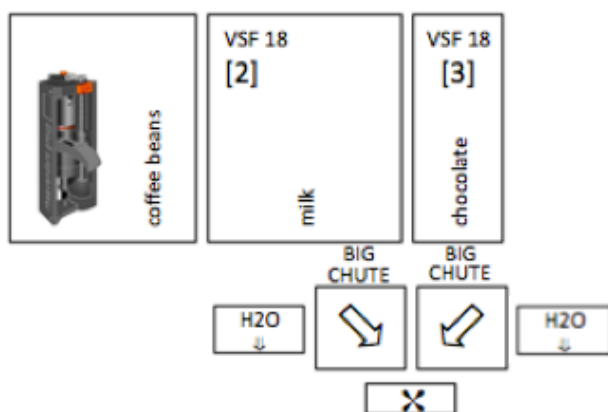 coffee beans
VSF 18
[2]
milk
VSF 18
[3]
chocolate
BIG
CHUTE
BIG
CHUTE
H2O
⇓
H2O
⇓